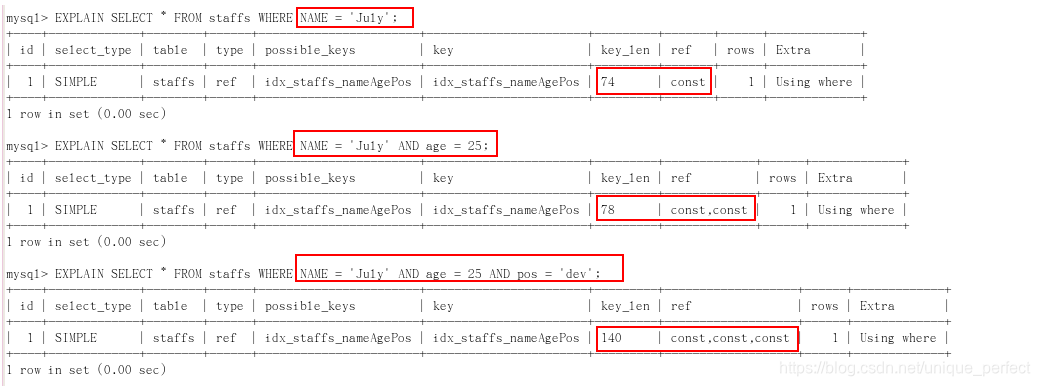 mysql> EXPLAIN SELECT * FROM staffs WHERE NAME = 'July';
| id | select_type | table | type | possible_keys | key | key_len | ref | rows | Extra |
| 1 | SIMPLE | staffs | ref | idx_staffs_nameAgePos | idx_staffs_nameAgePos | 74 | const | 1 | Using where |
1 row in set (0.00 sec)
mysql> EXPLAIN SELECT * FROM staffs WHERE NAME = 'July' AND age = 25;
| id | select_type | table | type | possible_keys | key | key_len | ref | rows | Extra |
| 1 | SIMPLE | staffs | ref | idx_staffs_nameAgePos | idx_staffs_nameAgePos | 78 | const,const | 1 | Using where |
1 row in set (0.00 sec)
mysql> EXPLAIN SELECT * FROM staffs WHERE NAME = 'July' AND age = 25 AND pos = 'dev';
| id | select_type | table | type | possible_keys | key | key_len | ref | rows | Extra |
| 1 | SIMPLE | staffs | ref | idx_staffs_nameAgePos | idx_staffs_nameAgePos | 140 | const,const,const | 1 | Using where |
1 row in set (0.00 sec)
https://blog.csdn.net/unique_perfect